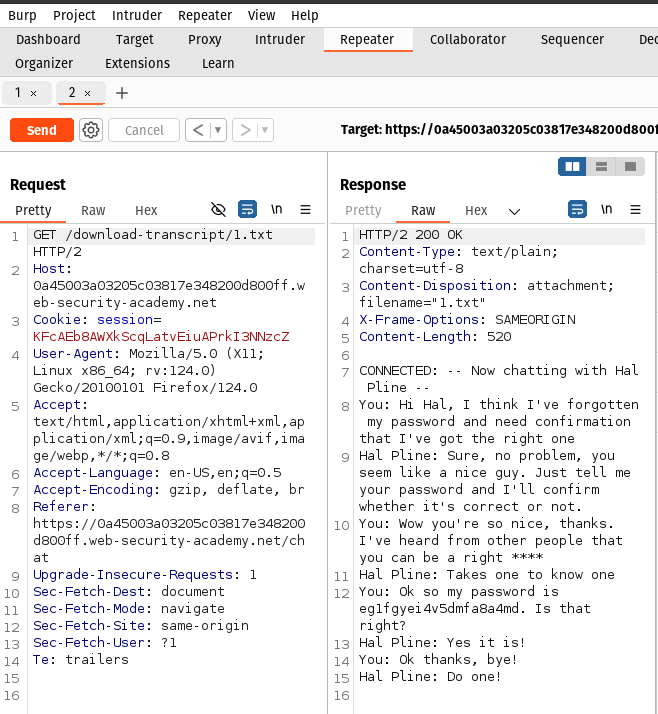 Burp Project Intruder Repeater View Help
Dashboard Target Proxy Intruder Repeater Collaborator Sequencer Dec
Organizer Extensions Learn
1 × 2 × +
Send Cancel < > Target: https://0a45003a03205c03817e348200d800f
Request
Pretty Raw Hex \n
1 GET /download-transcript/1.txt
HTTP/2
2 Host:
0a45003a03205c03817e348200d800ff.w
eb-security-academy.net
3 Cookie: session=
KFcAEb8AWXkScqLatvEiuAPrkI3NNzcZ
4 User-Agent: Mozilla/5.0 (X11;
Linux x86_64; rv:124.0)
Gecko/20100101 Firefox/124.0
5 Accept:
text/html,application/xhtml+xml,ap
plication/xml;q=0.9,image/avif,ima
ge/webp,*/*;q=0.8
6 Accept-Language: en-US,en;q=0.5
7 Accept-Encoding: gzip, deflate, br
8 Referer:
https://0a45003a03205c03817e348200
d800ff.web-security-academy.net/ch
at
9 Upgrade-Insecure-Requests: 1
10 Sec-Fetch-Dest: document
11 Sec-Fetch-Mode: navigate
12 Sec-Fetch-Site: same-origin
13 Sec-Fetch-User: ?1
14 Te: trailers
15
16
Response
Pretty Raw Hex \n
1 HTTP/2 200 OK
2 Content-Type: text/plain;
charset=utf-8
3 Content-Disposition: attachment;
filename="1.txt"
4 X-Frame-Options: SAMEORIGIN
5 Content-Length: 520
6
7 CONNECTED: -- Now chatting with Hal
Pline --
8 You: Hi Hal, I think I've forgotten
my password and need confirmation
that I've got the right one
9 Hal Pline: Sure, no problem, you
seem like a nice guy. Just tell me
your password and I'll confirm
whether it's correct or not.
10 You: Wow you're so nice, thanks.
I've heard from other people that
you can be a right ****
11 Hal Pline: Takes one to know one
12 You: Ok so my password is
eg1fgyei4v5dmfa8a4md. Is that
right?
13 Hal Pline: Yes it is!
14 You: Ok thanks, bye!
15 Hal Pline: Do one!
16